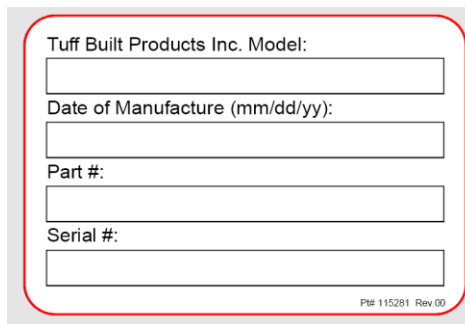 Tuff Built Products Inc. Model:
Date of Manufacture (mm/dd/yy):
Part #:
Serial #:
Pt# 115281 Rev.00